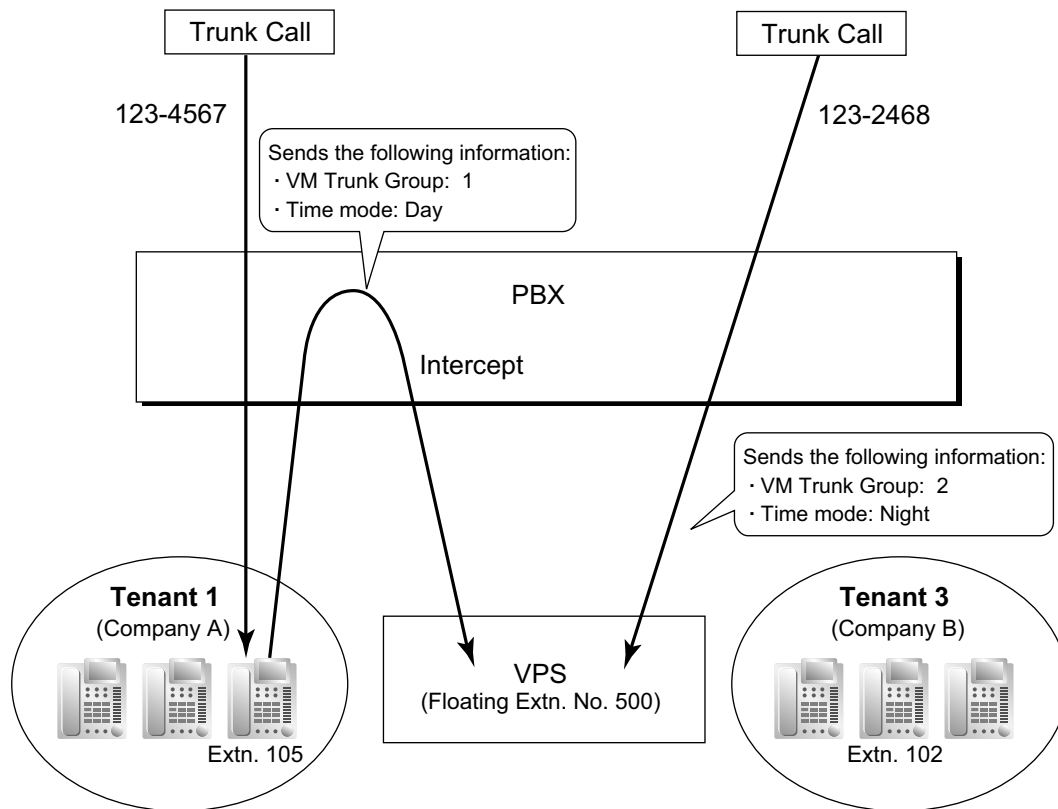 Trunk Call
Trunk Call
123-4567
123-2468
Sends the following information:
· VM Trunk Group: 1
· Time mode: Day
PBX
Intercept
Sends the following information:
· VM Trunk Group: 2
· Time mode: Night
Tenant 1
(Company A)
Extn. 105
VPS
(Floating Extn. No. 500)
Tenant 3
(Company B)
Extn. 102